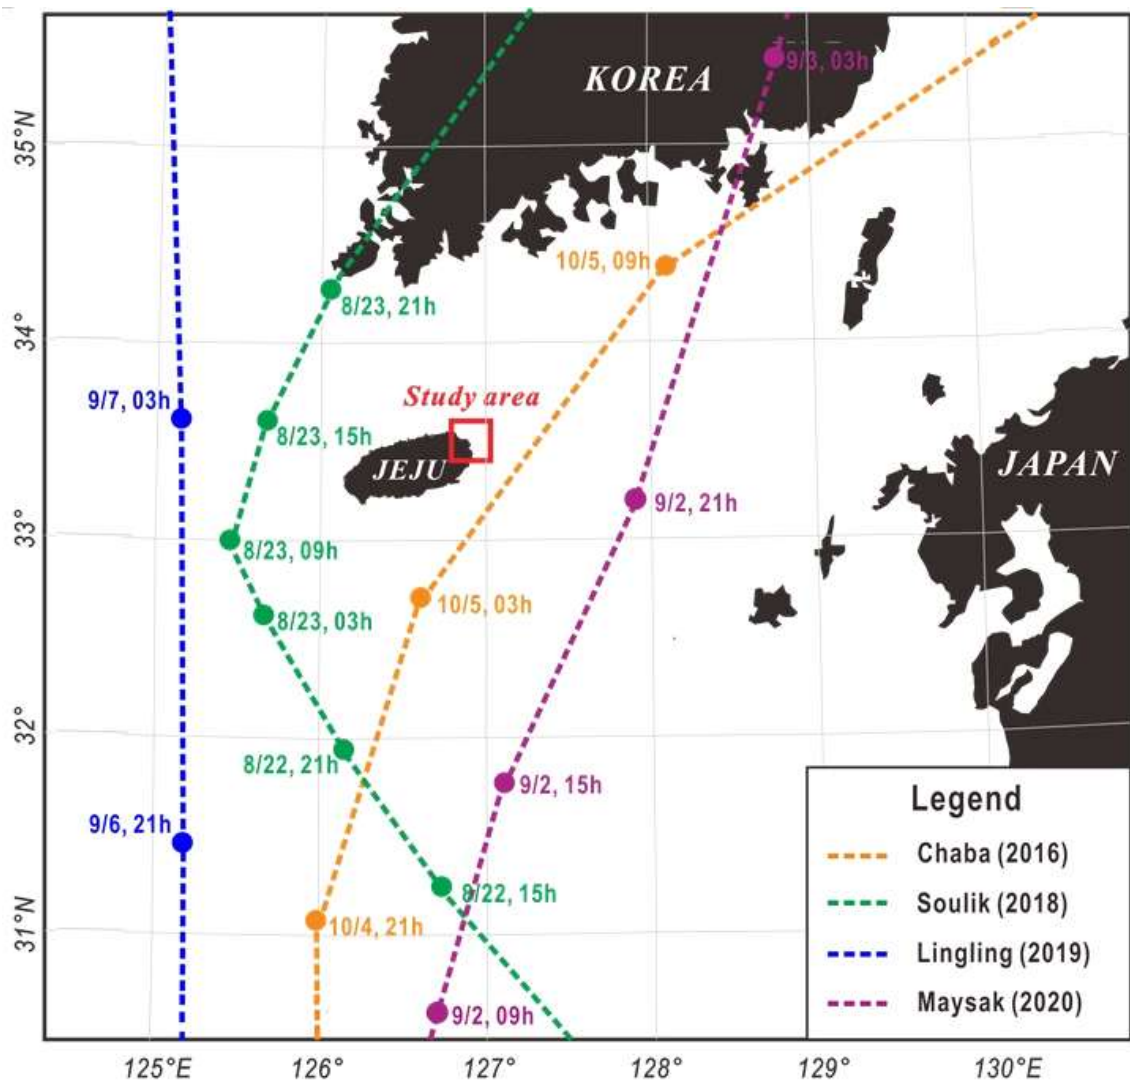 KOREA
9/3, 03h
35°N
10/5, 09h
8/23, 21h
34°
9/7, 03h
Study area
8/23, 15h
JEJU
JAPAN
9/2, 21h
33°
8/23, 09h
10/5, 03h
8/23, 03h
33°
8/22, 21h
9/2, 15h
9/6, 21h
8/22, 15h
31°N
10/4, 21h
9/2, 09h
Legend
Chaba (2016)
Soulik (2018)
Lingling (2019)
Maysak (2020)
125°E
126°
127°
128°
129°
130°E